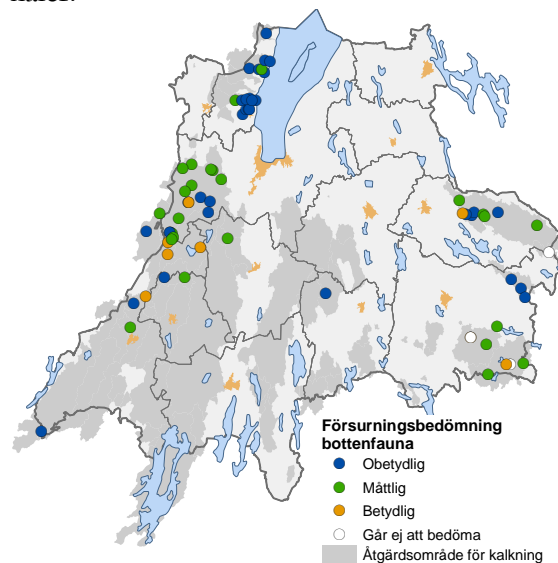 Försurningsbedömning
bottenfauna
Obetydlig
Måttlig
Betydlig
Går ej att bedöma
Åtgärdsområde för kalkning